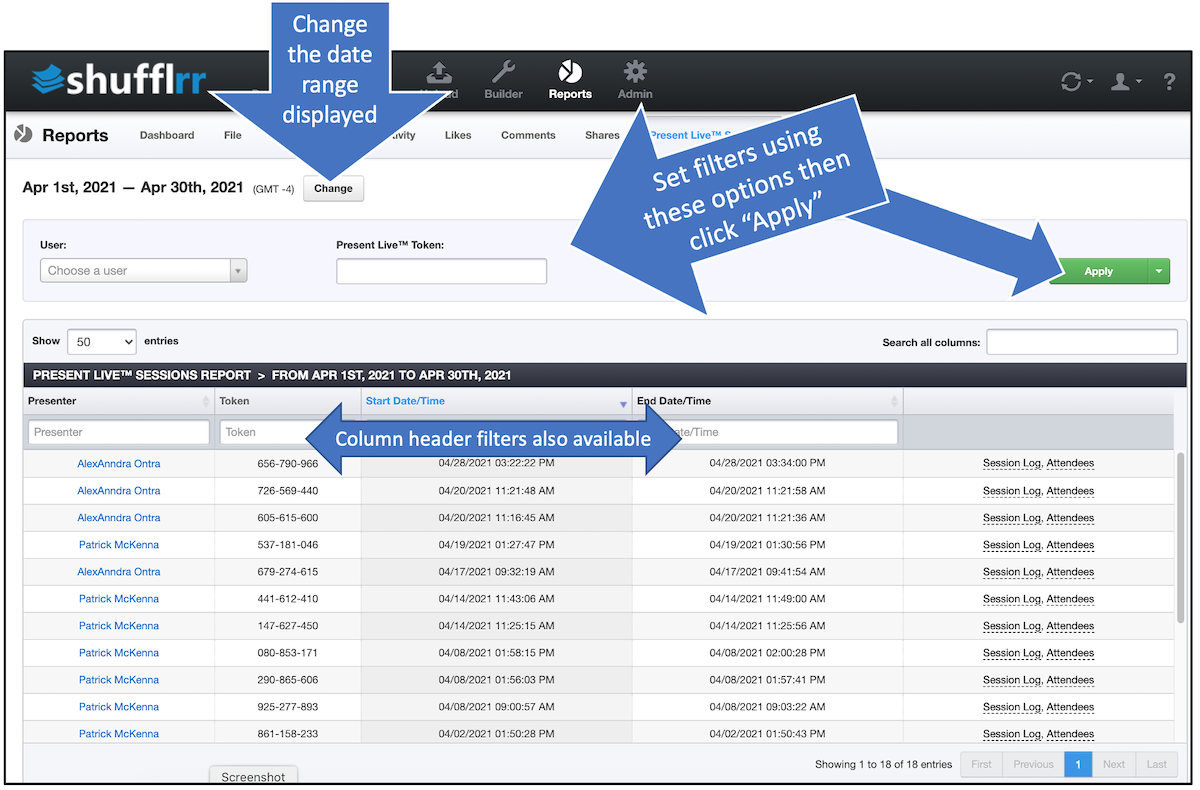 Change
the date
range
displayed
shufflrr
Builder
Reports
Admin
?
Reports
Dashboard
File
Likes
Comments
Shares
Present Live™
Set filters using
these options then
click “Apply”
Apr 1st, 2021 — Apr 30th, 2021 (GMT -4) Change
User:
Present Live™ Token:
Choose a user
Apply
Show 50 entries
Search all columns:
PRESENT LIVE™ SESSIONS REPORT > FROM APR 1ST, 2021 TO APR 30TH, 2021
Presenter Token Start Date/Time End Date/Time
Presenter Token
Column header filters also available
AlexAnndra Ontra 656-790-966 04/28/2021 03:22:22 PM 04/28/2021 03:34:00 PM Session Log, Attendees
AlexAnndra Ontra 726-569-440 04/20/2021 11:21:48 AM 04/20/2021 11:21:58 AM Session Log, Attendees
AlexAnndra Ontra 605-615-600 04/20/2021 11:16:45 AM 04/20/2021 11:21:36 AM Session Log, Attendees
Patrick McKenna 537-181-046 04/19/2021 01:27:47 PM 04/19/2021 01:30:56 PM Session Log, Attendees
AlexAnndra Ontra 679-274-615 04/17/2021 09:32:19 AM 04/17/2021 09:41:54 AM Session Log, Attendees
Patrick McKenna 441-612-410 04/14/2021 11:43:06 AM 04/14/2021 11:49:00 AM Session Log, Attendees
Patrick McKenna 147-627-450 04/14/2021 11:25:15 AM 04/14/2021 11:25:56 AM Session Log, Attendees
Patrick McKenna 080-853-171 04/08/2021 01:58:15 PM 04/08/2021 02:00:28 PM Session Log, Attendees
Patrick McKenna 290-865-606 04/08/2021 01:56:03 PM 04/08/2021 01:57:41 PM Session Log, Attendees
Patrick McKenna 925-277-893 04/08/2021 09:00:57 AM 04/08/2021 09:03:22 AM Session Log, Attendees
Patrick McKenna 861-158-233 04/02/2021 01:50:28 PM 04/02/2021 01:50:43 PM Session Log, Attendees
Showing 1 to 18 of 18 entries First Previous 1 Next Last
Screenshot